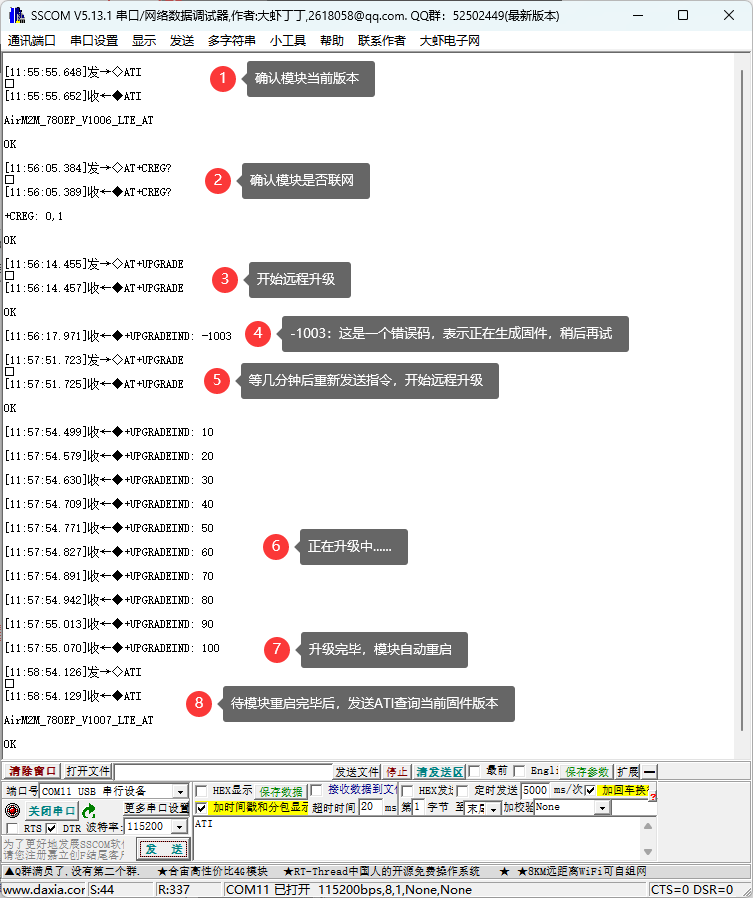 SSCOM V5.13.1 串口/网络数据调试器,作者:大虾丁丁,2618058@qq.com. QQ群：52502449(最新版本)
通讯端口 串口设置 显示 发送 多字符串 小工具 帮助 联系作者 大虾电子网
[11:55:55.648]发→◇ATI
□
1 确认模块当前版本
[11:55:55.652]收←◆ATI
AirM2M_780EP_V1006_LTE_AT
OK
[11:56:05.384]发→◇AT+CREG?
□
2 确认模块是否联网
[11:56:05.389]收←◆AT+CREG?
+CREG: 0,1
OK
[11:56:14.455]发→◇AT+UPGRADE
□
3 开始远程升级
[11:56:14.457]收←◆AT+UPGRADE
OK
[11:56:17.971]收←◆+UPGRADEIND: -1003
4 -1003：这是一个错误码，表示正在生成固件，稍后再试
[11:57:51.723]发→◇AT+UPGRADE
□
5 等几分钟后重新发送指令，开始远程升级
[11:57:51.725]收←◆AT+UPGRADE
OK
[11:57:54.499]收←◆+UPGRADEIND: 10
[11:57:54.579]收←◆+UPGRADEIND: 20
[11:57:54.630]收←◆+UPGRADEIND: 30
[11:57:54.709]收←◆+UPGRADEIND: 40
[11:57:54.771]收←◆+UPGRADEIND: 50
6 正在升级中......
[11:57:54.827]收←◆+UPGRADEIND: 60
[11:57:54.891]收←◆+UPGRADEIND: 70
[11:57:54.942]收←◆+UPGRADEIND: 80
[11:57:55.013]收←◆+UPGRADEIND: 90
[11:57:55.070]收←◆+UPGRADEIND: 100
7 升级完毕，模块自动重启
[11:58:54.126]发→◇ATI
□
[11:58:54.129]收←◆ATI
8 待模块重启完毕后，发送ATI查询当前固件版本
AirM2M_780EP_V1007_LTE_AT
OK
清除窗口 打开文件 发送文件 停止 清发送区 最前 Engli 保存参数 扩展 —
端口号 COM11 USB 串行设备 HEX显示 保存数据 接收数据到文件 HEX发送 定时发送 5000 ms/次 加回车换行
关闭串口 更多串口设置 加时间戳和分包显示 超时时间 20 ms 第1 字节 至 末尾 加校验 None
RTS DTR 波特率: 115200 ATI
为了更好地发展SSCOM软件
请您注册嘉立创F结尾客户
发 送
▲QQ群满员了,没有第二个群. ★合宙高性价比4G模块 ★RT-Thread中国人的开源免费操作系统 ★ ★8KM远距离WiFi可自组网
www.daxia.com S:44 R:337 COM11 已打开 115200bps,8,1,None,None CTS=0 DSR=0